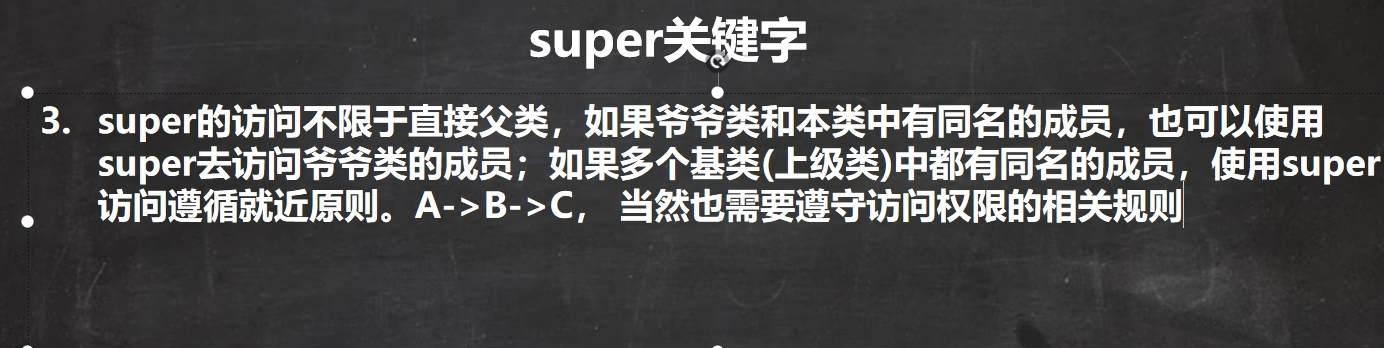 super关键字
3. super的访问不限于直接父类，如果爷爷类和本类中有同名的成员，也可以使用
super去访问爷爷类的成员；如果多个基类(上级类)中都有同名的成员，使用super
访问遵循就近原则。A->B->C， 当然也需要遵守访问权限的相关规则